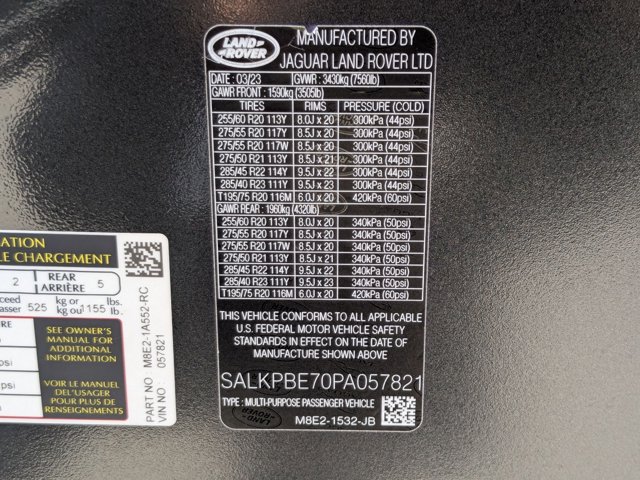 LAND
ROVER
MANUFACTURED BY
JAGUAR LAND ROVER LTD
DATE : 03/23 GVWR: 3430kg (7560lb)
GAWR FRONT : 1590kg (3505lb)
TIRES RIMS PRESSURE (COLD)
255/60 R20 113Y 8.0J x 20 300kPa (44psi)
275/55 R20 117Y 8.5J x 20 300kPa (44psi)
275/55 R20 117W 8.5J x 20 300kPa (44psi)
275/50 R21 113Y 8.5J x 21 300kPa (44psi)
285/45 R22 114Y 9.5J x 22 300kPa (44psi)
285/40 R23 111Y 9.5J x 23 300kPa (44psi)
T195/75 R20 116M 6.0J x 20 420kPa (60psi)
GAWR REAR : 1960kg (4320lb)
255/60 R20 113Y 8.0J x 20 340kPa (50psi)
275/55 R20 117Y 8.5J x 20 340kPa (50psi)
275/55 R20 117W 8.5J x 20 340kPa (50psi)
275/50 R21 113Y 8.5J x 21 340kPa (50psi)
285/45 R22 114Y 9.5J x 22 340kPa (50psi)
285/40 R23 111Y 9.5J x 23 340kPa (50psi)
T195/75 R20 116M 6.0J x 20 420kPa (60psi)
THIS VEHICLE CONFORMS TO ALL APPLICABLE
U.S. FEDERAL MOTOR VEHICLE SAFETY
STANDARDS IN EFFECT ON THE DATE OF
MANUFACTURE SHOWN ABOVE.
SALKPBE70PA057821
TYPE : MULTI-PURPOSE PASSENGER VEHICLE
M8E2-1532-JB
ATION
LE CHARGEMENT
2 REAR
ARRIÈRE 5
xceed
asser 525 kg or
kg ou 1155 lbs.
lb.
RE
SEE OWNER'S
MANUAL FOR
ADDITIONAL
INFORMATION
VOIR LE MANUEL
DEL'USAGER
POUR PLUS DE
RENSEIGNEMENTS
PART NO M8E2-1A552-RC
VIN NO: 057821